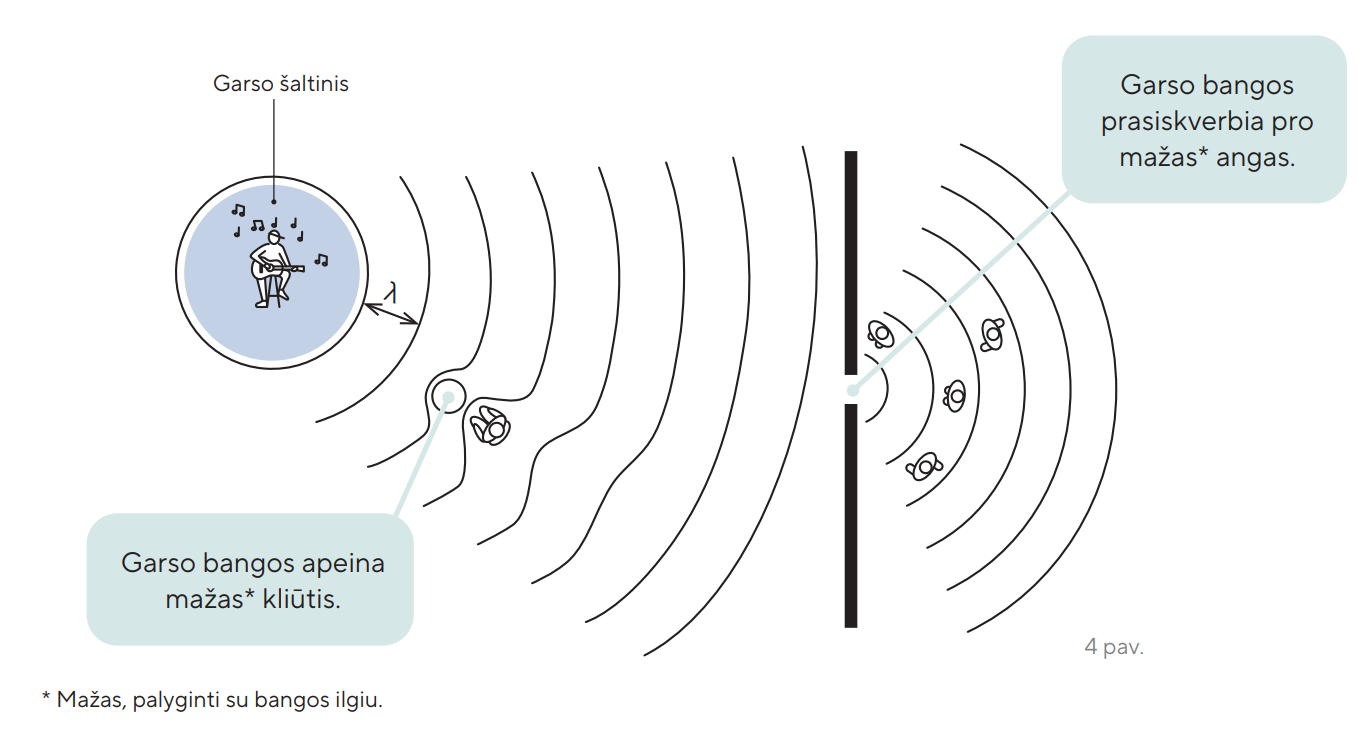 Garso šaltinis
Garso bangos
prasiskverbia pro
mažas* angas.
λ
Garso bangos apeina
mažas* kliūtis.
4 pav.
* Mažas, palyginti su bangos ilgiu.